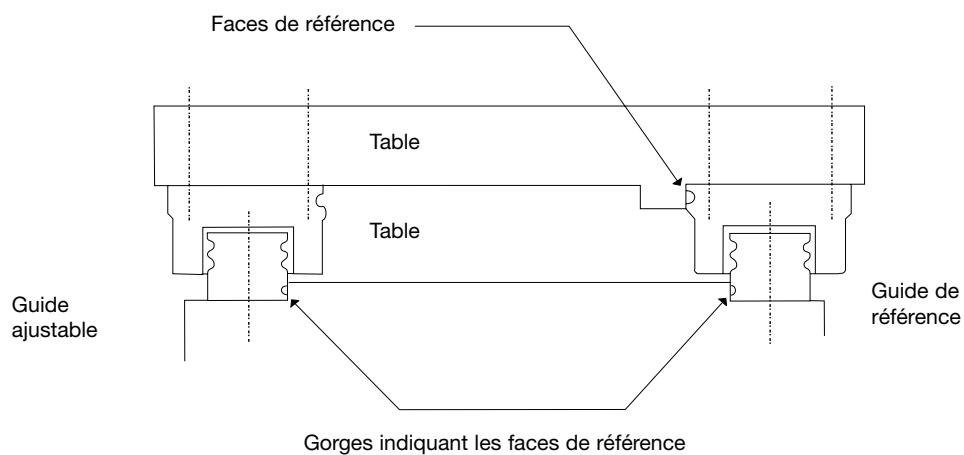 Faces de référence
Table
Table
Guide
ajustable
Guide de
référence
Gorges indiquant les faces de référence